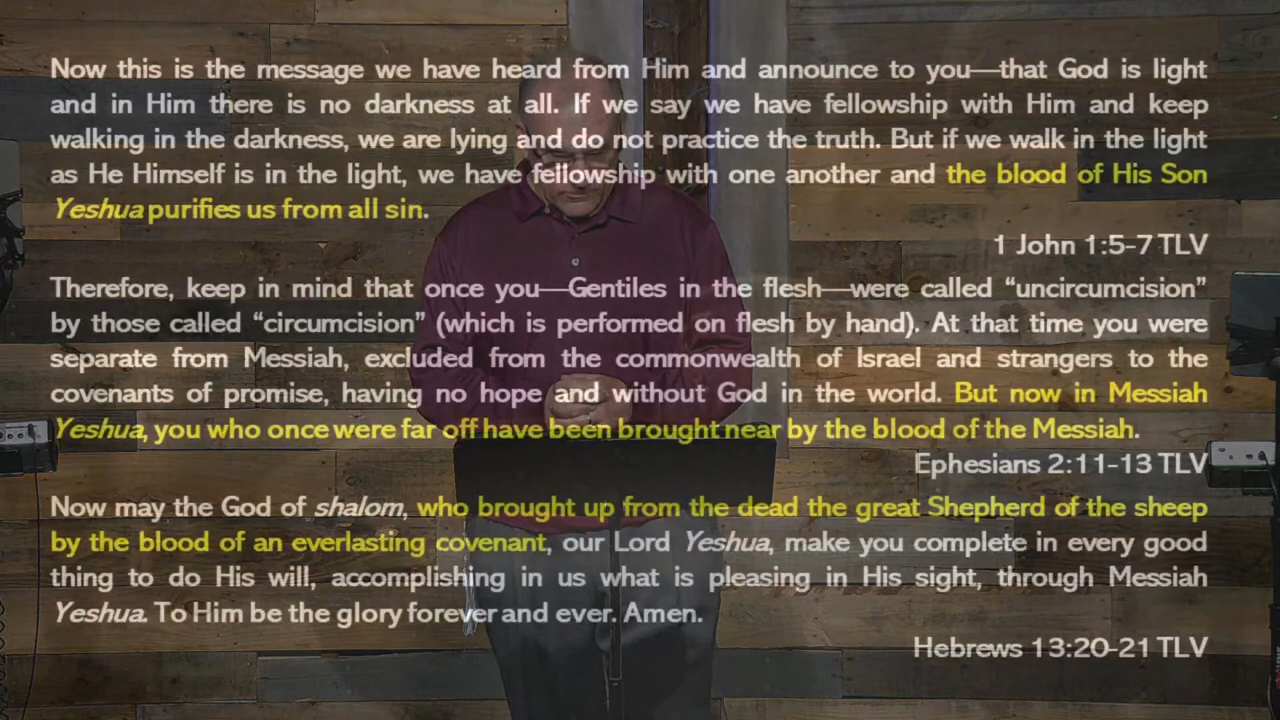 Now this is the message we have heard from Him and announce to you—that God is light
and in Him there is no darkness at all. If we say we have fellowship with Him and keep
walking in the darkness, we are lying and do not practice the truth. But if we walk in the light
as He Himself is in the light, we have fellowship with one another and the blood of His Son
Yeshua purifies us from all sin.
1 John 1:5-7 TLV
Therefore, keep in mind that once you—Gentiles in the flesh—were called “uncircumcision”
by those called “circumcision” (which is performed on flesh by hand). At that time you were
separate from Messiah, excluded from the commonwealth of Israel and strangers to the
covenants of promise, having no hope and without God in the world. But now in Messiah
Yeshua, you who once were far off have been brought near by the blood of the Messiah.
Ephesians 2:11-13 TLV
Now may the God of shalom, who brought up from the dead the great Shepherd of the sheep
by the blood of an everlasting covenant, our Lord Yeshua, make you complete in every good
thing to do His will, accomplishing in us what is pleasing in His sight, through Messiah
Yeshua. To Him be the glory forever and ever. Amen.
Hebrews 13:20-21 TLV